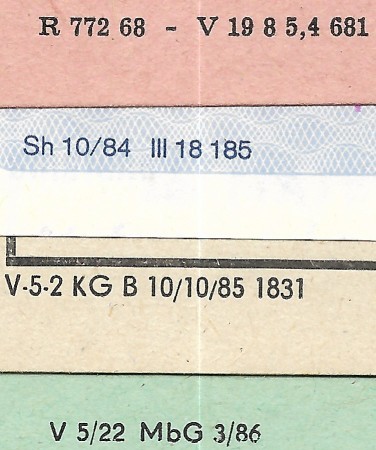 R 772 68 - V 19 8 5,4 681
Sh 10/84 III 18 185
V-5-2 KG B 10/10/85 1831
V 5/22 MbG 3/86